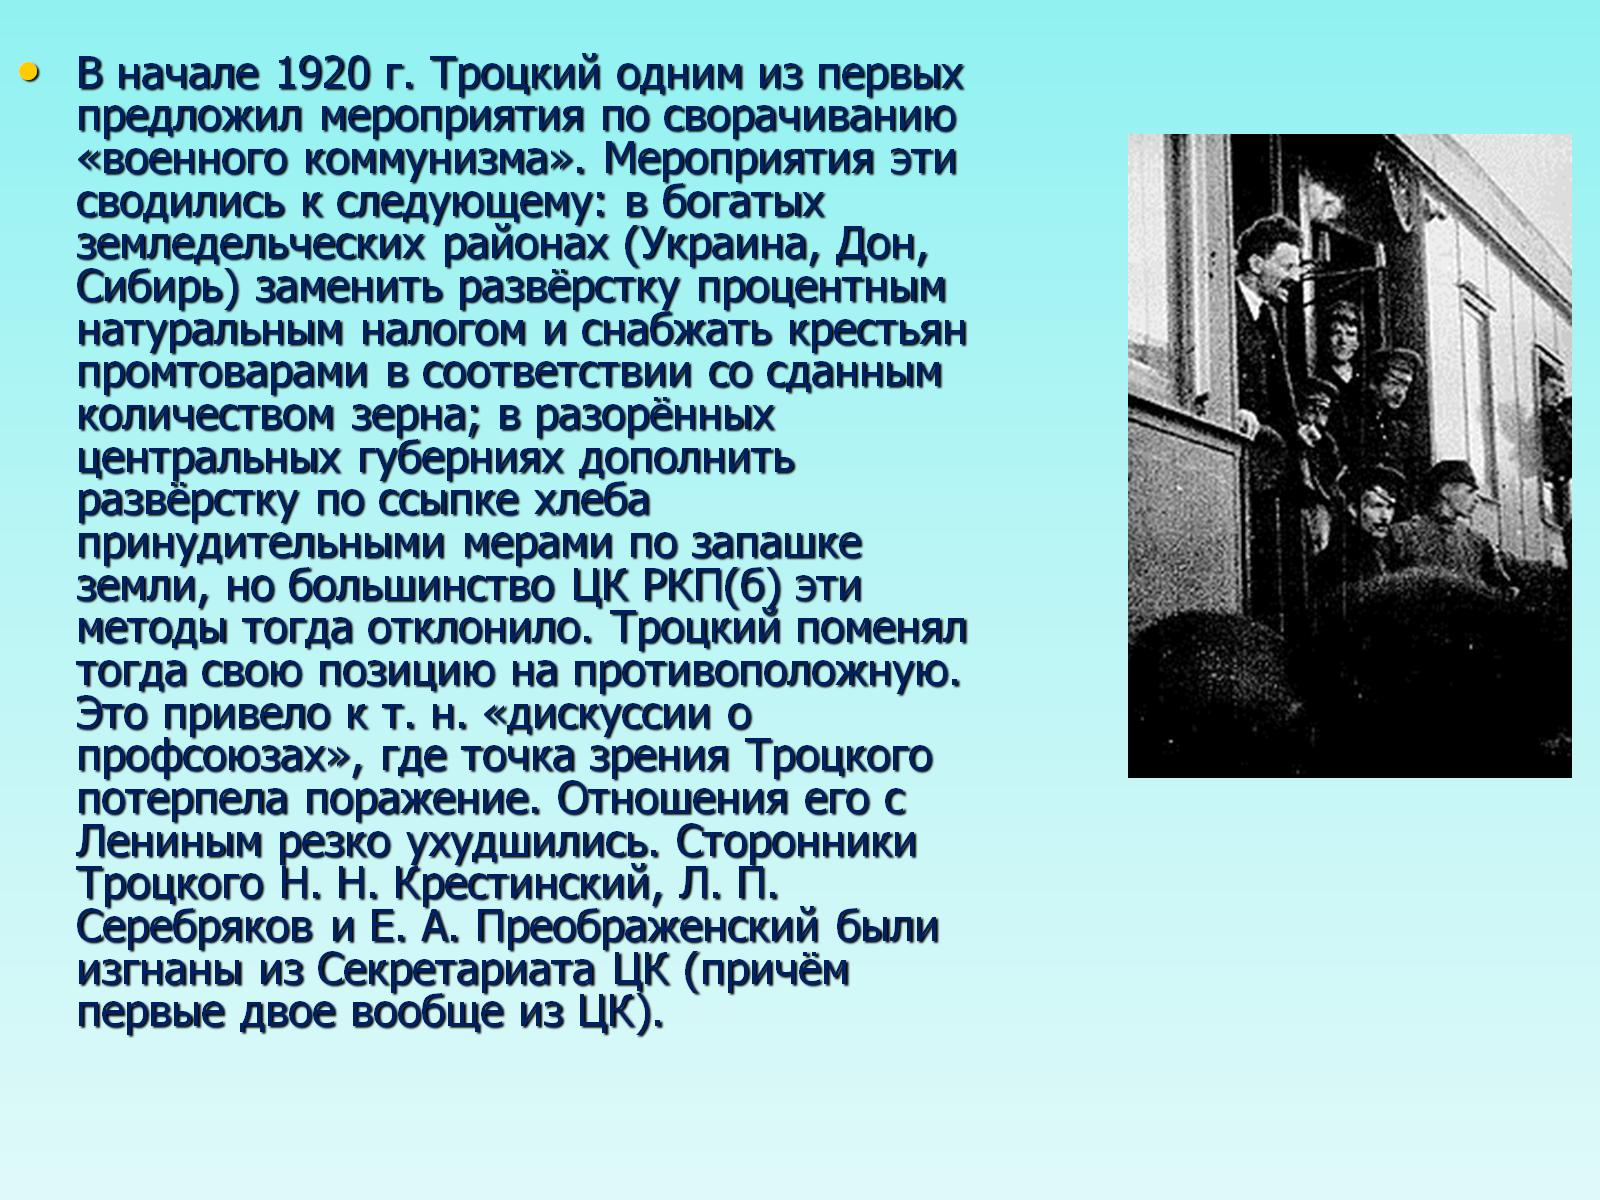 • В начале 1920 г. Троцкий одним из первых
предложил мероприятия по сворачиванию
«военного коммунизма». Мероприятия эти
сводились к следующему: в богатых
земледельческих районах (Украина, Дон,
Сибирь) заменить развёрстку процентным
натуральным налогом и снабжать крестьян
промтоварами в соответствии со сданным
количеством зерна; в разорённых
центральных губерниях дополнить
развёрстку по ссыпке хлеба
принудительными мерами по запашке
земли, но большинство ЦК РКП(б) эти
методы тогда отклонило. Троцкий поменял
тогда свою позицию на противоположную.
Это привело к т. н. «дискуссии о
профсоюзах», где точка зрения Троцкого
потерпела поражение. Отношения его с
Лениным резко ухудшились. Сторонники
Троцкого Н. Н. Крестинский, Л. П.
Серебряков и Е. А. Преображенский были
изгнаны из Секретариата ЦК (причём
первые двое вообще из ЦК).